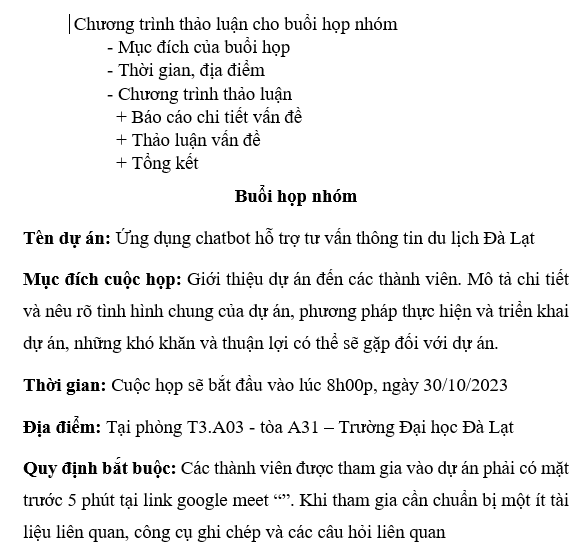 Chương trình thảo luận cho buổi họp nhóm
- Mục đích của buổi họp
- Thời gian, địa điểm
- Chương trình thảo luận
+ Báo cáo chi tiết vấn đề
+ Thảo luận vấn đề
+ Tổng kết
Buổi họp nhóm
Tên dự án: Ứng dụng chatbot hỗ trợ tư vấn thông tin du lịch Đà Lạt
Mục đích cuộc họp: Giới thiệu dự án đến các thành viên. Mô tả chi tiết
và nêu rõ tình hình chung của dự án, phương pháp thực hiện và triển khai
dự án, những khó khăn và thuận lợi có thể sẽ gặp đối với dự án.
Thời gian: Cuộc họp sẽ bắt đầu vào lúc 8h00p, ngày 30/10/2023
Địa điểm: Tại phòng T3.A03 - tòa A31 – Trường Đại học Đà Lạt
Quy định bắt buộc: Các thành viên được tham gia vào dự án phải có mặt
trước 5 phút tại link google meet “”. Khi tham gia cần chuẩn bị một ít tài
liệu liên quan, công cụ ghi chép và các câu hỏi liên quan